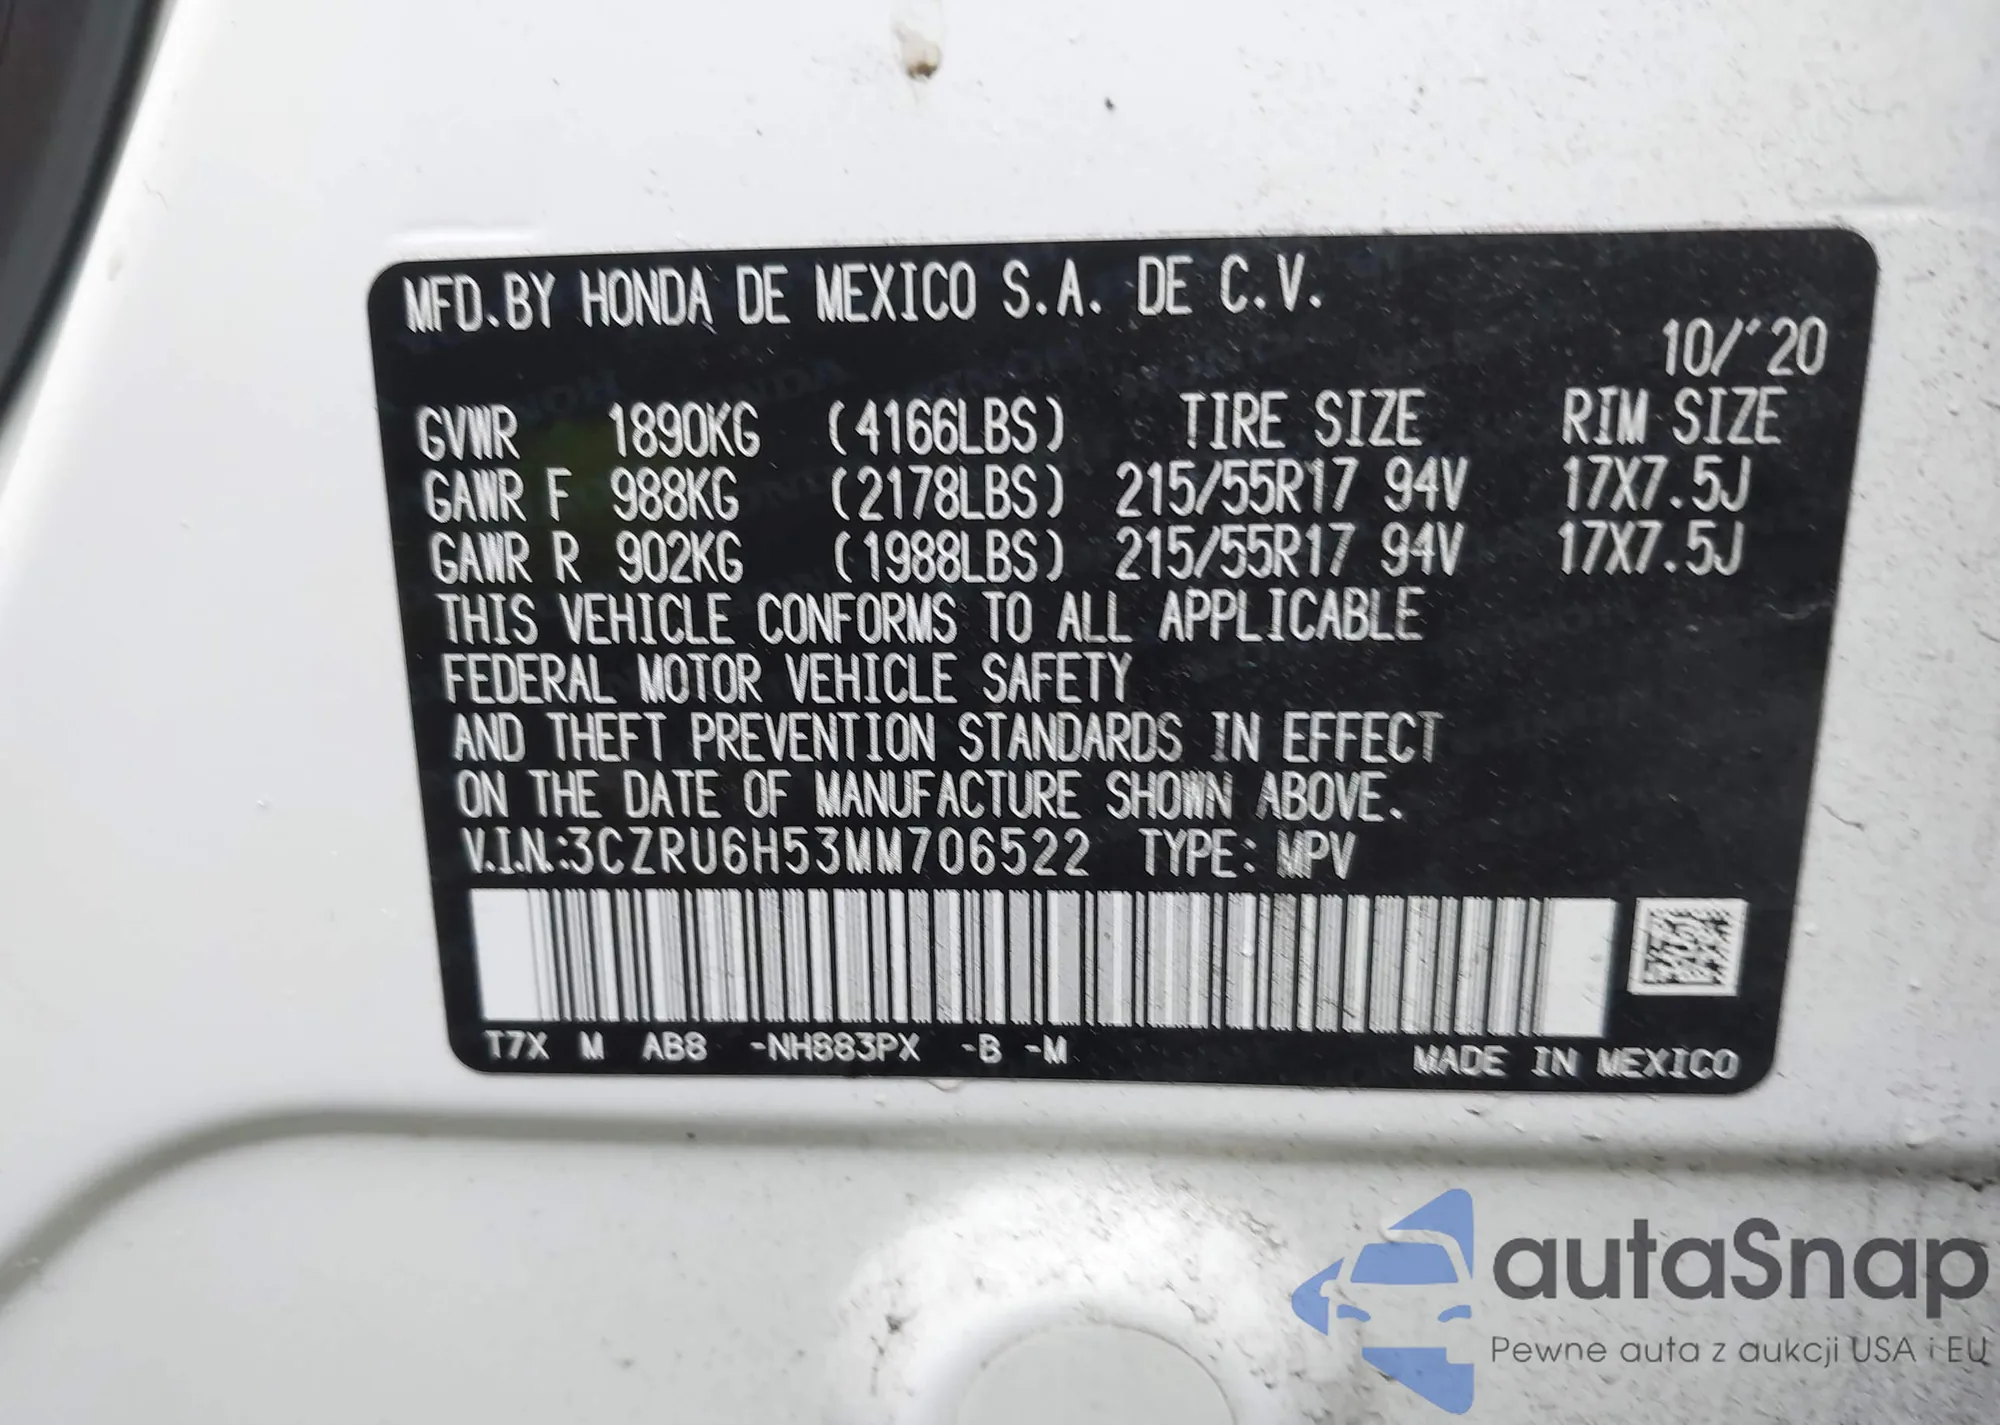 MFD.BY HONDA DE MEXICO S.A. DE C.V.
10/'20
GVWR 1890KG (4166LBS) TIRE SIZE RIM SIZE
GAWR F 988KG (2178LBS) 215/55R17 94V 17X7.5J
GAWR R 902KG (1988LBS) 215/55R17 94V 17X7.5J
THIS VEHICLE CONFORMS TO ALL APPLICABLE
FEDERAL MOTOR VEHICLE SAFETY
AND THEFT PREVENTION STANDARDS IN EFFECT
ON THE DATE OF MANUFACTURE SHOWN ABOVE.
V.I.N.:3CZRU6H53MM706522 TYPE: MPV
T7X M AB8 -NH883PX -B -M
MADE IN MEXICO
autaSnap
Pewne auta z aukcji USA i EU